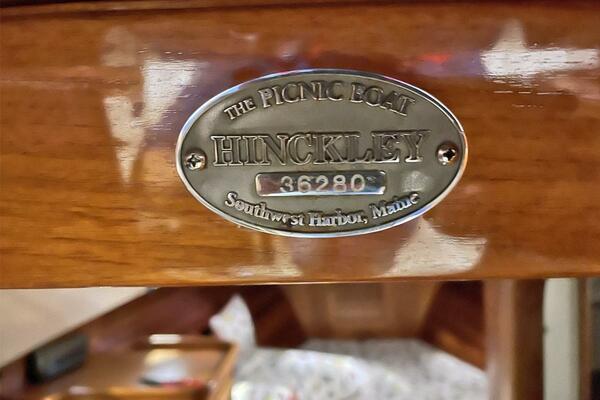 THE PICNIC BOAT
HINCKLEY
36280
Southwest Harbor, Maine